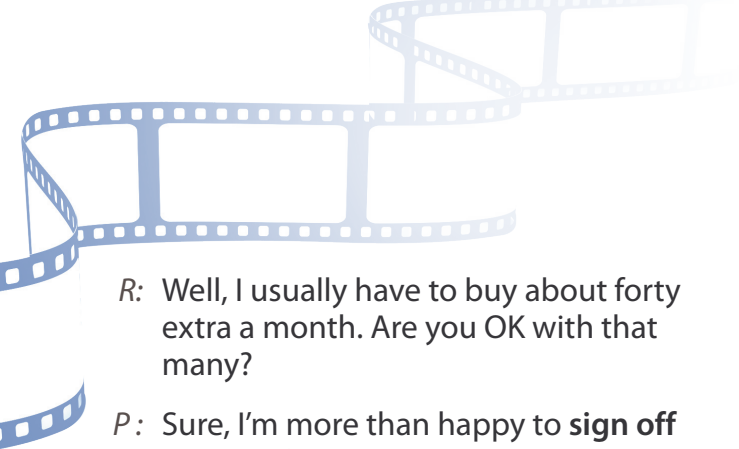 R: Well, I usually have to buy about forty
extra a month. Are you OK with that
many?
P: Sure, I’m more than happy to sign off